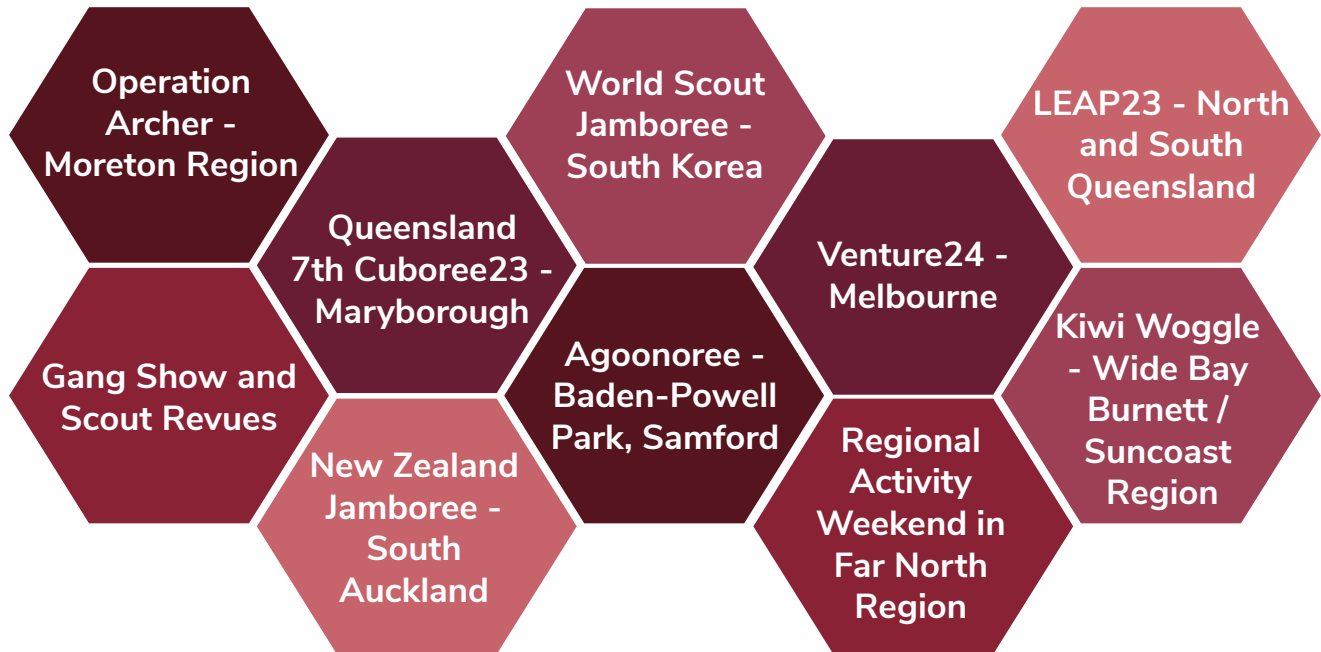 Operation
Archer -
Moreton Region
World Scout
Jamboree -
South Korea
LEAP23 - North
and South
Queensland
Queensland
7th Cuboree23 -
Maryborough
Venture24 -
Melbourne
Gang Show and
Scout Revues
Agoonoree -
Baden-Powell
Park, Samford
Kiwi Woggle
- Wide Bay
Burnett /
Suncoast
Region
New Zealand
Jamboree -
South
Auckland
Regional
Activity
Weekend in
Far North
Region